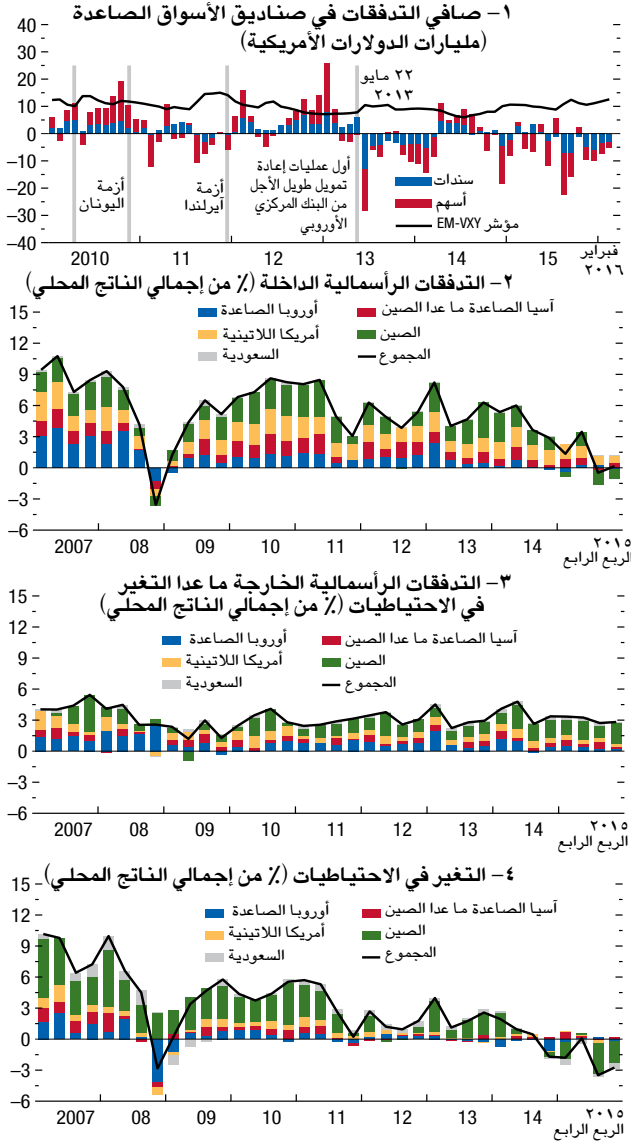 ١- صافي التدفقات في صناديق الأسواق الصاعدة
(مليارات الدولارات الأمريكية)
40
30
20
10
0
–10
–20
–30
–40
٢٢ مايو
٢٠١٣
أزمة
اليونان
أزمة
آيرلندا
أول عمليات إعادة
تمويل طويل الأجل
من البنك المركزي
الأوروبي
سندات
أسهم
مؤشر EM-VXY
2010 11 12 13 14 15 فبراير
٢٠١٦
٢- التدفقات الرأسمالية الداخلة (٪ من إجمالي الناتج المحلي)
15
12
9
6
3
0
–3
–6
أوروبا الصاعدة آسيا الصاعدة ما عدا الصين
أمريكا اللاتينية الصين
السعودية المجموع
2007 08 09 10 11 12 13 14 ٢٠١٥
الربع الرابع
٣- التدفقات الرأسمالية الخارجة ما عدا التغير
في الاحتياطيات (٪ من إجمالي الناتج المحلي)
15
12
9
6
3
0
–3
–6
أوروبا الصاعدة آسيا الصاعدة ما عدا الصين
أمريكا اللاتينية الصين
السعودية المجموع
2007 08 09 10 11 12 13 14 ٢٠١٥
الربع الرابع
٤- التغير في الاحتياطيات (٪ من إجمالي الناتج المحلي)
15
12
9
6
3
0
–3
–6
أوروبا الصاعدة آسيا الصاعدة ما عدا الصين
أمريكا اللاتينية الصين
السعودية المجموع
2007 08 09 10 11 12 13 14 ٢٠١٥
الربع الرابع